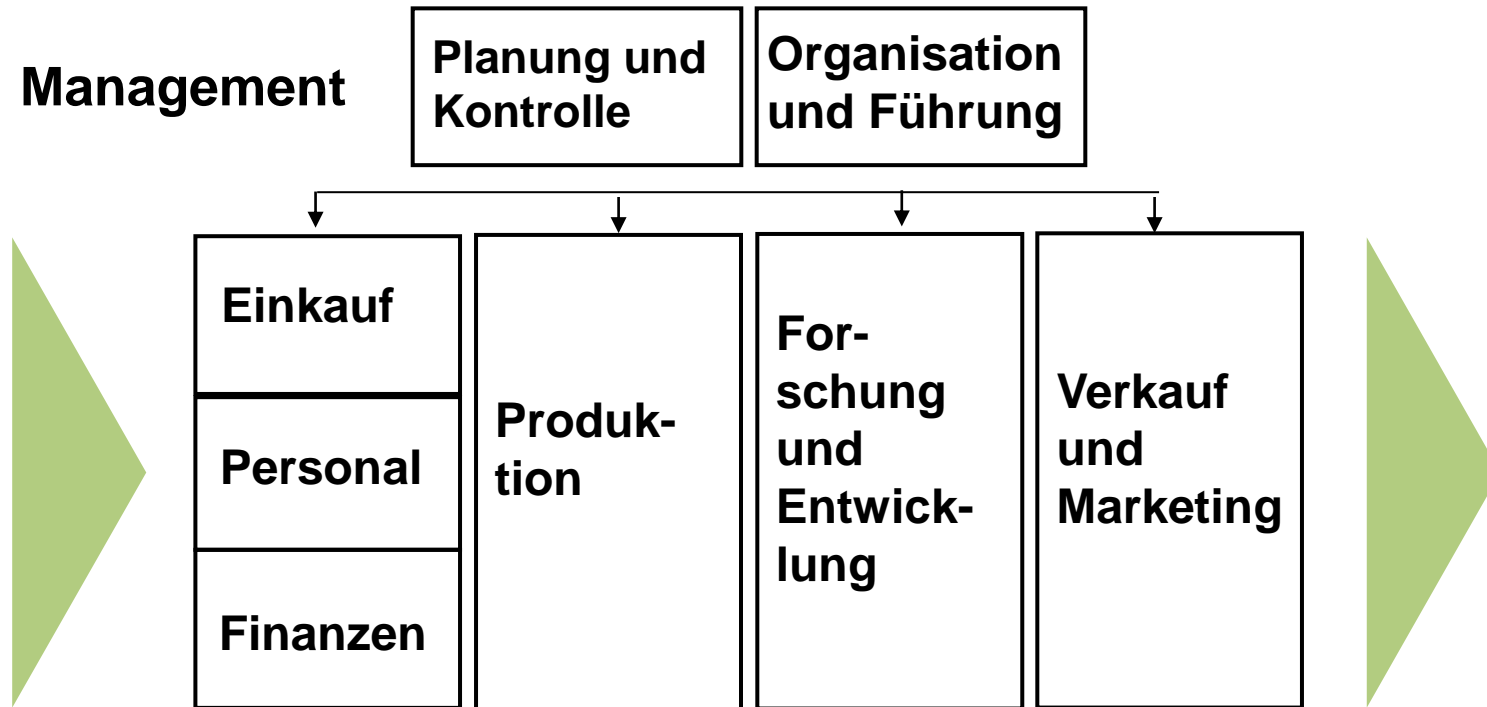 Management
Planung und
Kontrolle
Organisation
und Führung
Einkauf
Personal
Finanzen
Produk-
tion
For-
schung
und
Entwick-
lung
Verkauf
und
Marketing